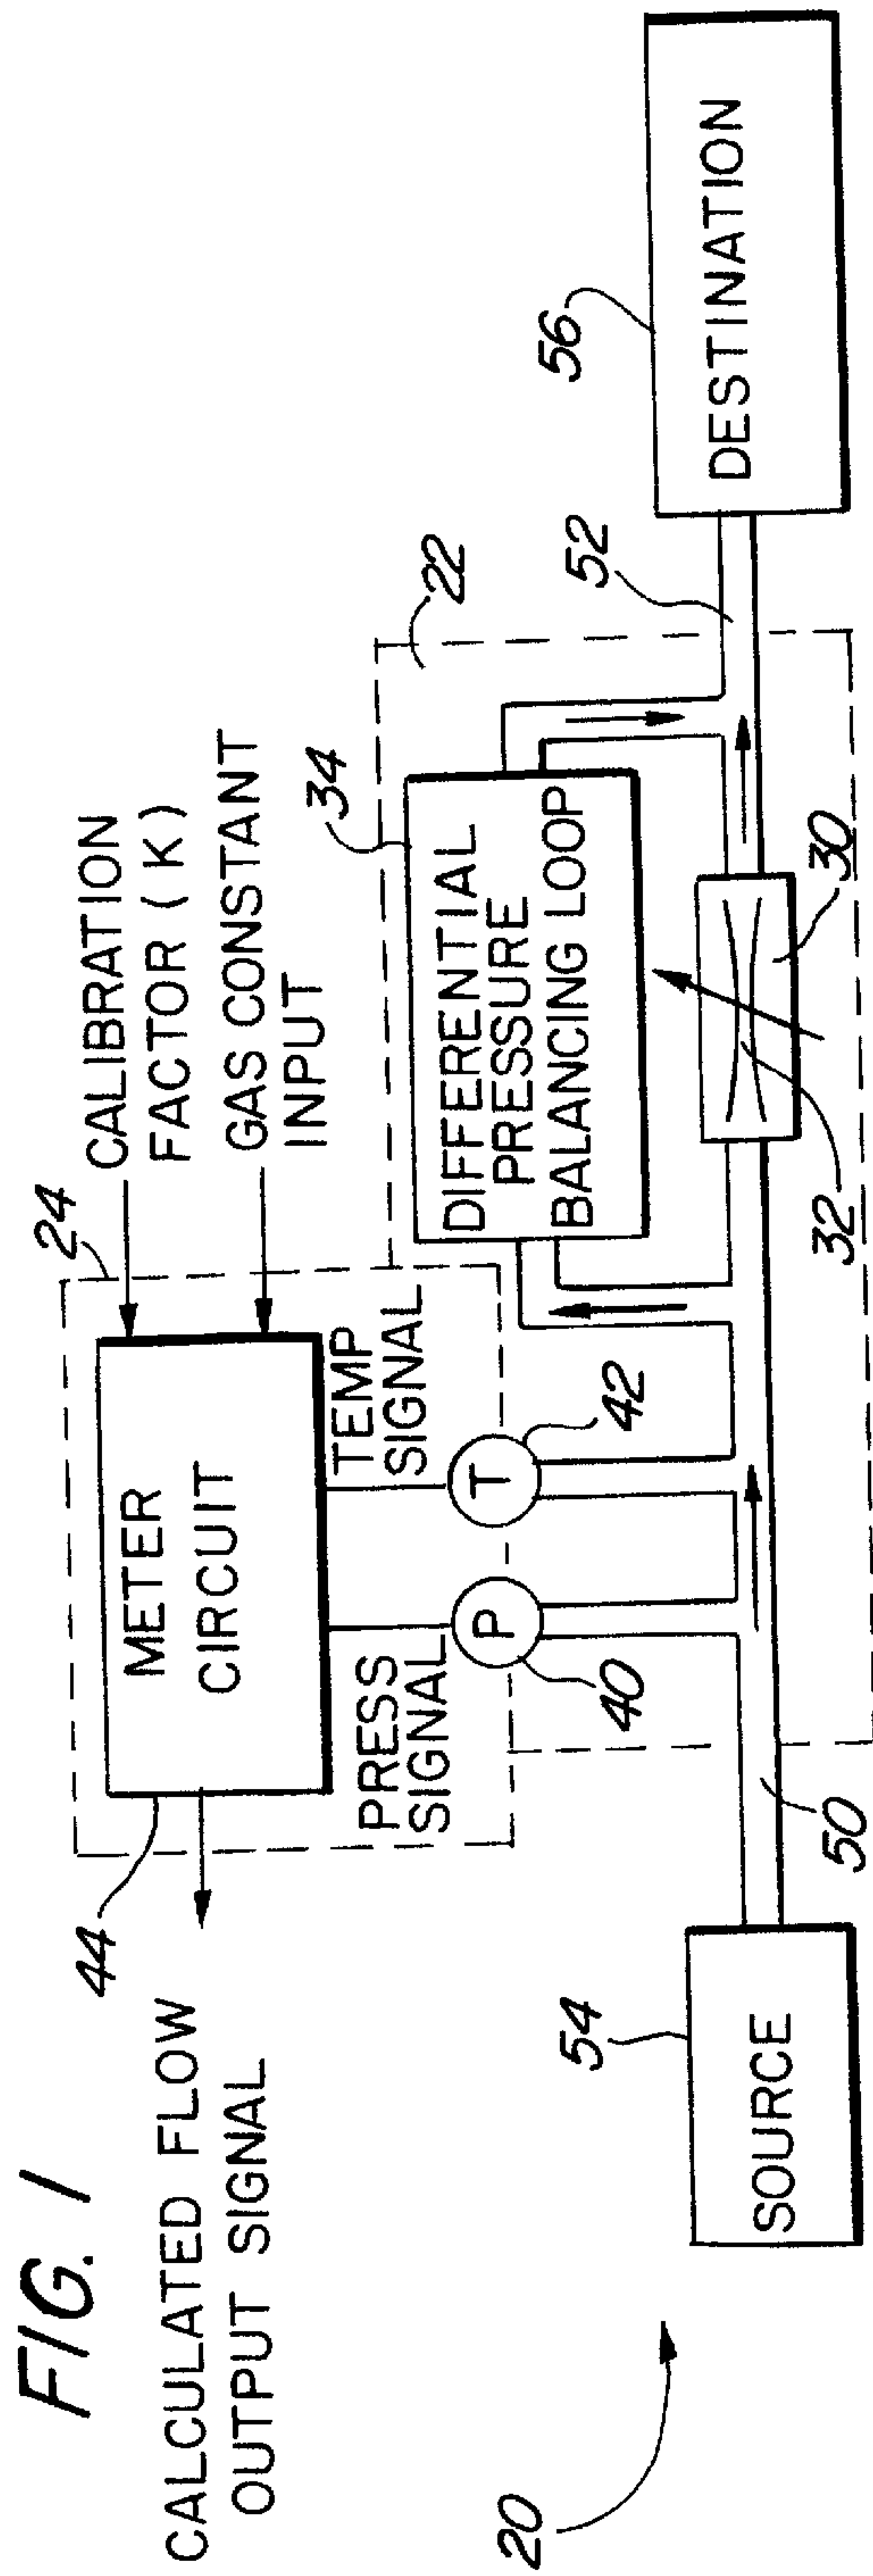 FIG. 1
CALCULATED FLOW
OUTPUT SIGNAL
44
METER
CIRCUIT
24
CALIBRATION
FACTOR (K)
GAS CONSTANT
INPUT
PRESS
SIGNAL
TEMP
SIGNAL
P
40
T
42
34
DIFFERENTIAL
PRESSURE
BALANCING LOOP
22
20
54
SOURCE
50
32
30
52
56
DESTINATION